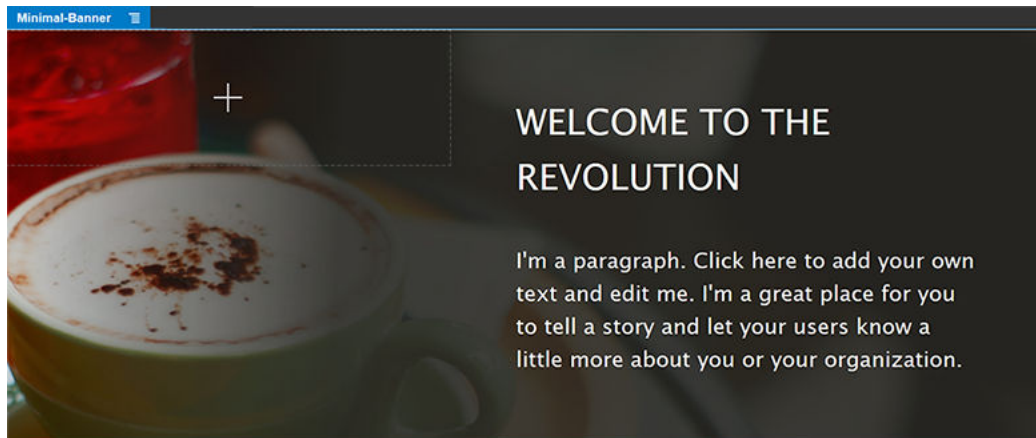 Minimal-Banner
WELCOME TO THE
REVOLUTION
I'm a paragraph. Click here to add your own
text and edit me. I'm a great place for you
to tell a story and let your users know a
little more about you or your organization.